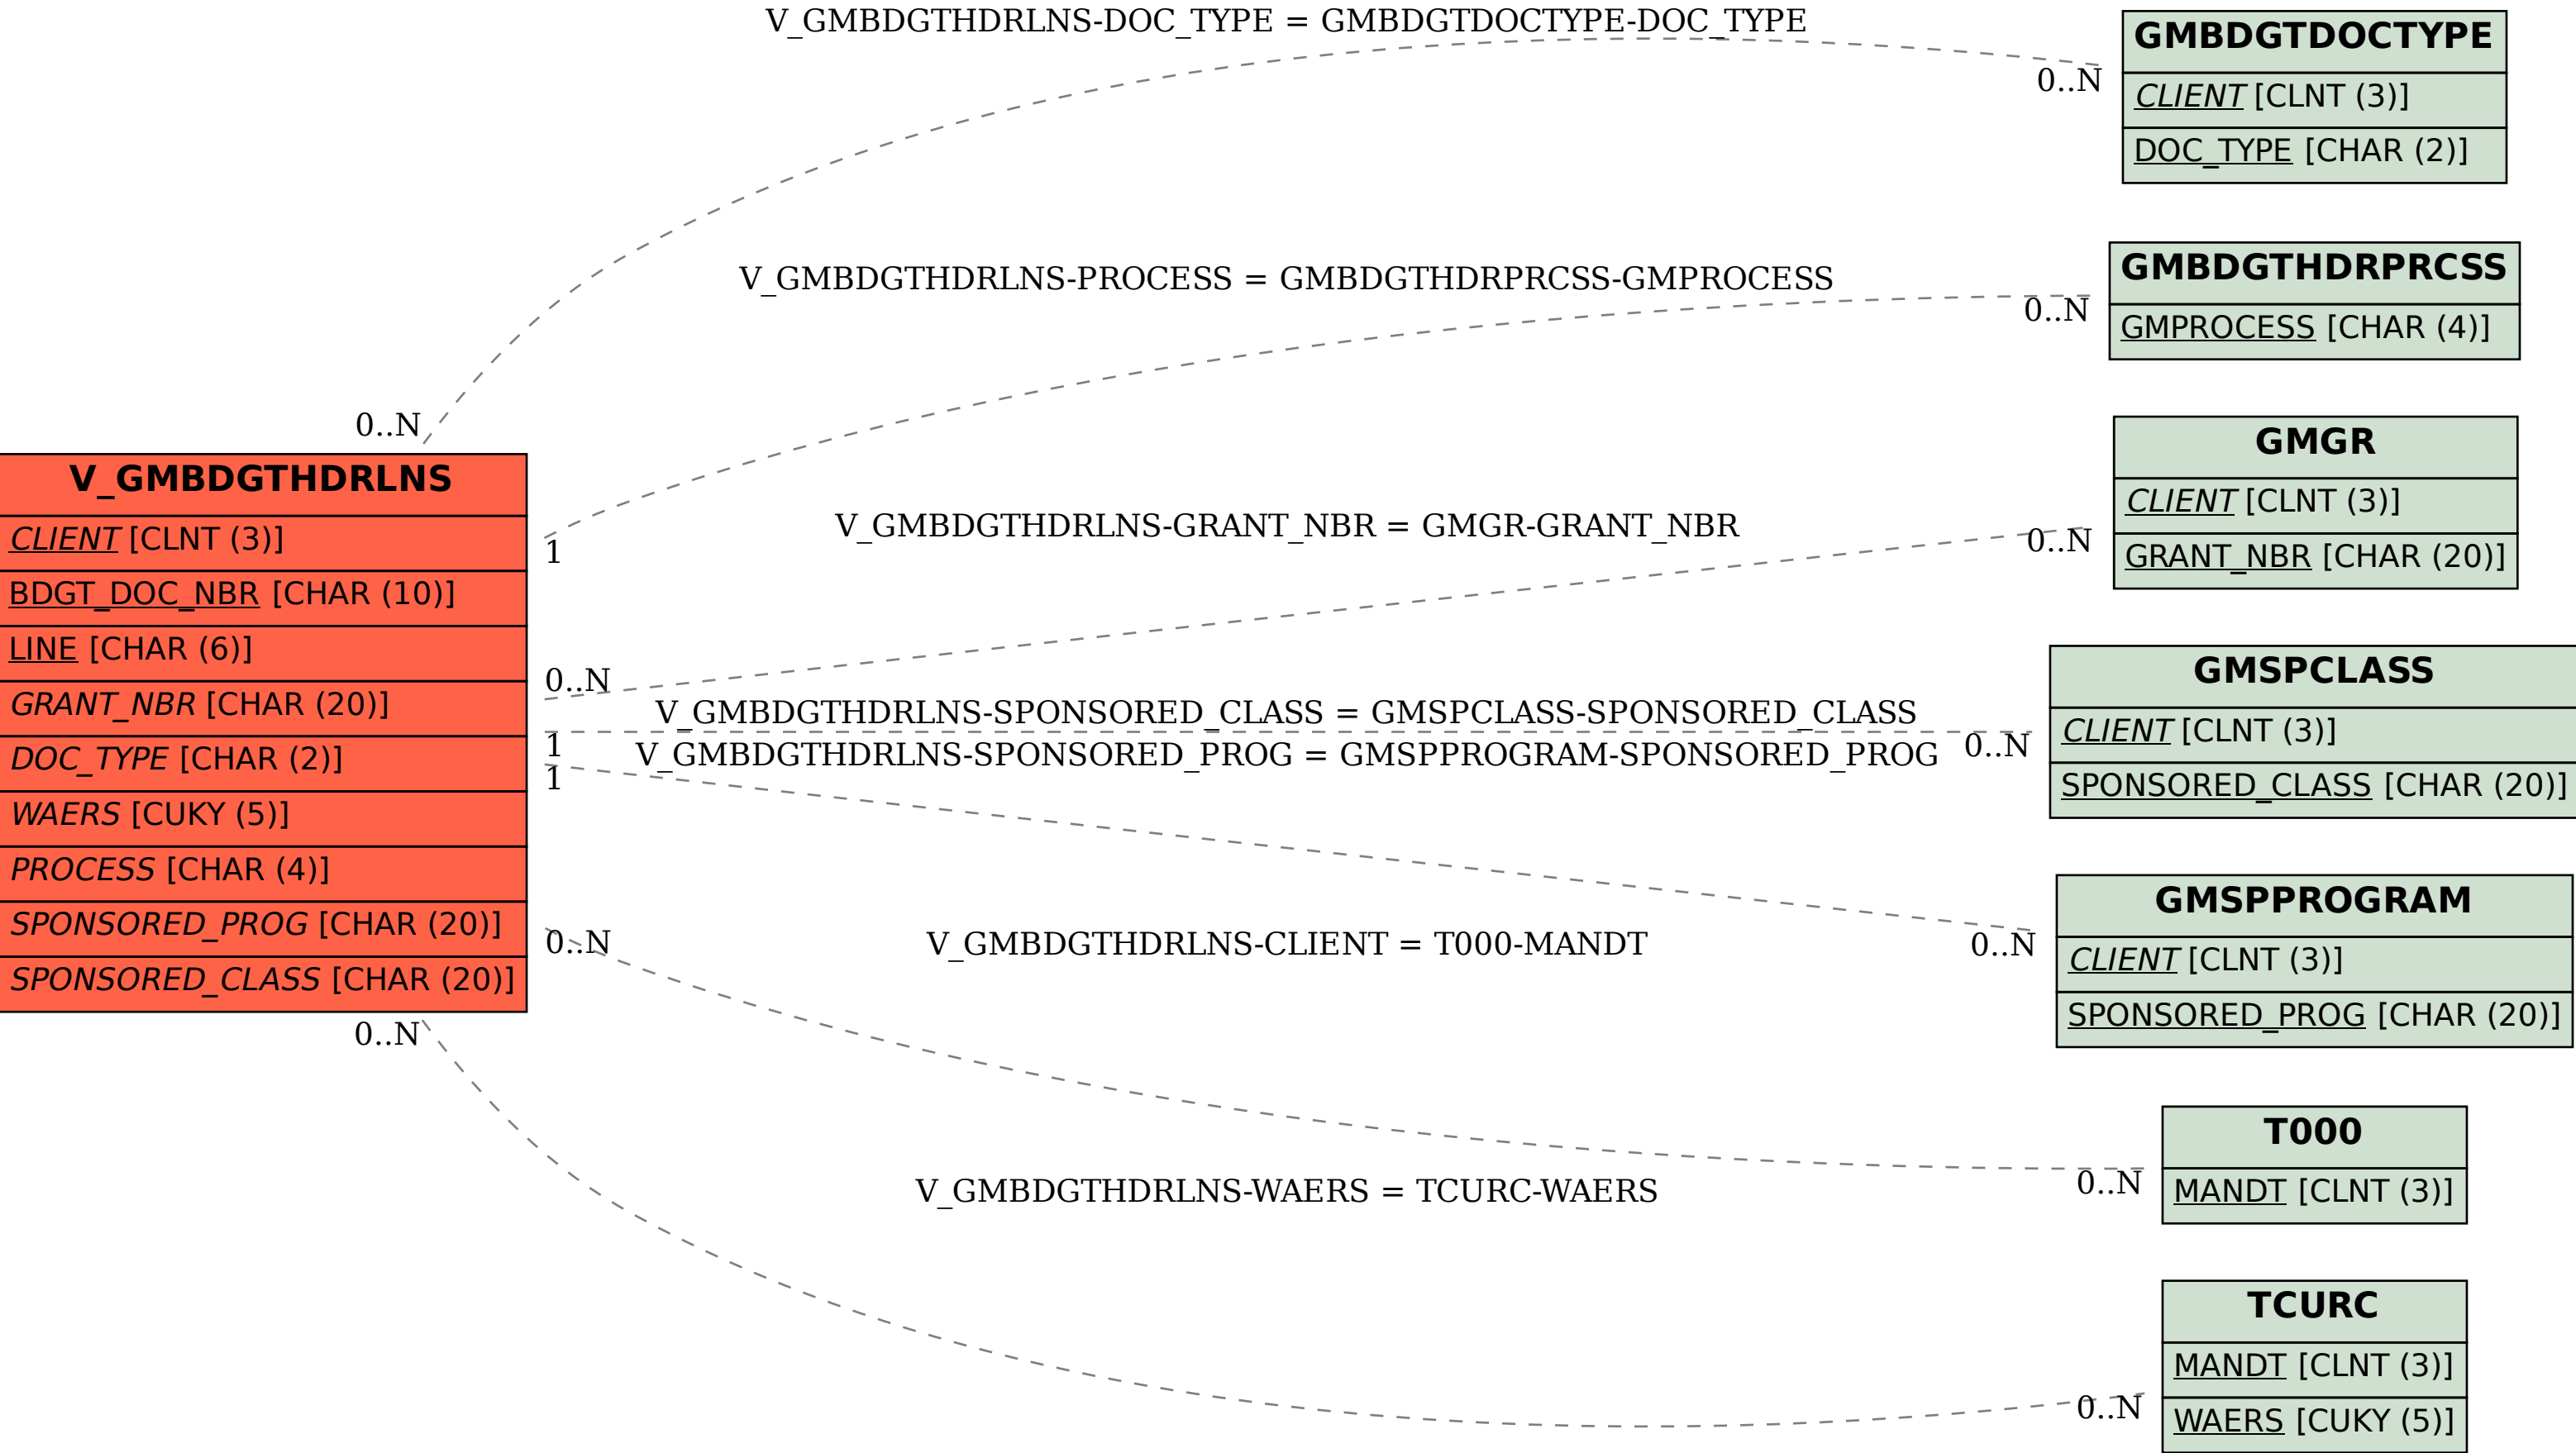 V_GMBDGTHDRLNS-DOC_TYPE = GMBDGTDOCTYPE-DOC_TYPE
0..N
GMBDGTDOCTYPE
CLIENT [CLNT (3)]
DOC_TYPE [CHAR (2)]
V_GMBDGTHDRLNS-PROCESS = GMBDGTHDRPRCSS-GMPROCESS
0..N
GMBDGTHDRPRCSS
GMPROCESS [CHAR (4)]
0..N
V_GMBDGTHDRLNS
CLIENT [CLNT (3)]
BDGT_DOC_NBR [CHAR (10)]
LINE [CHAR (6)]
GRANT_NBR [CHAR (20)]
DOC_TYPE [CHAR (2)]
WAERS [CUKY (5)]
PROCESS [CHAR (4)]
SPONSORED_PROG [CHAR (20)]
SPONSORED_CLASS [CHAR (20)]
0..N
1
V_GMBDGTHDRLNS-GRANT_NBR = GMGR-GRANT_NBR
0..N
GMGR
CLIENT [CLNT (3)]
GRANT_NBR [CHAR (20)]
0..N
V_GMBDGTHDRLNS-SPONSORED_CLASS = GMSPCLASS-SPONSORED_CLASS
1
0..N
GMSPCLASS
CLIENT [CLNT (3)]
SPONSORED_CLASS [CHAR (20)]
V_GMBDGTHDRLNS-SPONSORED_PROG = GMSPPROGRAM-SPONSORED_PROG
1
0..N
GMSPPROGRAM
CLIENT [CLNT (3)]
SPONSORED_PROG [CHAR (20)]
0..N
V_GMBDGTHDRLNS-CLIENT = T000-MANDT
0..N
T000
MANDT [CLNT (3)]
V_GMBDGTHDRLNS-WAERS = TCURC-WAERS
0..N
TCURC
MANDT [CLNT (3)]
WAERS [CUKY (5)]